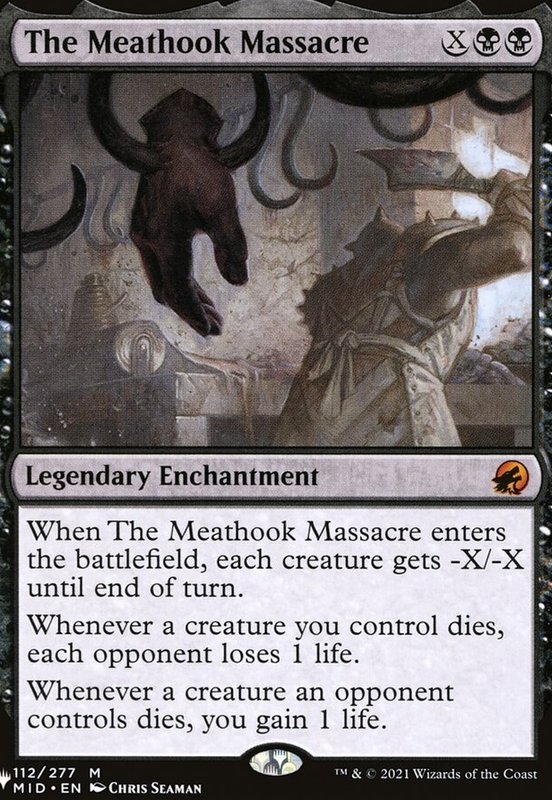 The Meathook Massacre X
Legendary Enchantment
When The Meathook Massacre enters
the battlefield, each creature gets -X/-X
until end of turn.
Whenever a creature you control dies,
each opponent loses 1 life.
Whenever a creature an opponent
controls dies, you gain 1 life.
112/277 M
MID • EN Chris Seaman
™ & © 2021 Wizards of the Coast